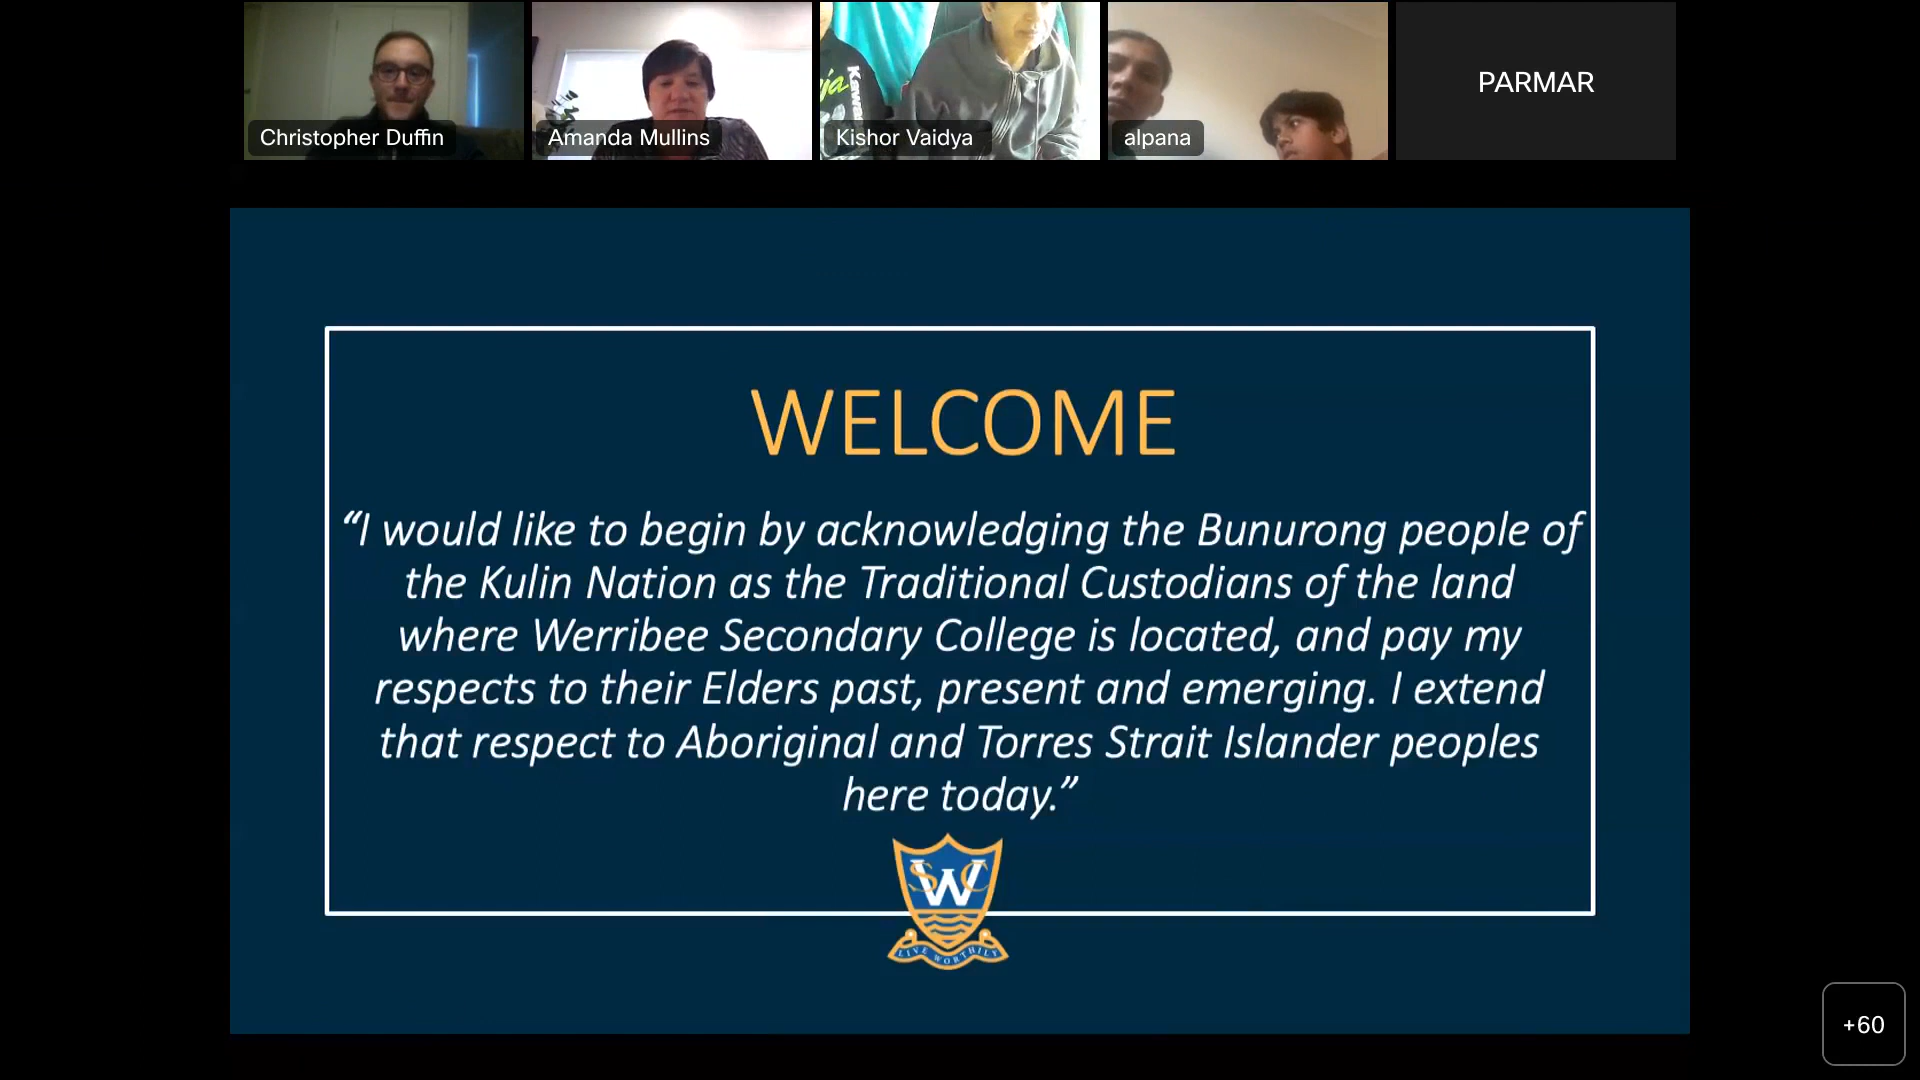 Christopher Duffin
Amanda Mullins
Kishor Vaidya
alpana
PARMAR
WELCOME
“I would like to begin by acknowledging the Bunurong people of
the Kulin Nation as the Traditional Custodians of the land
where Werribee Secondary College is located, and pay my
respects to their Elders past, present and emerging. I extend
that respect to Aboriginal and Torres Strait Islander peoples
here today.”
SWC
LIVE WORTHILY
+60